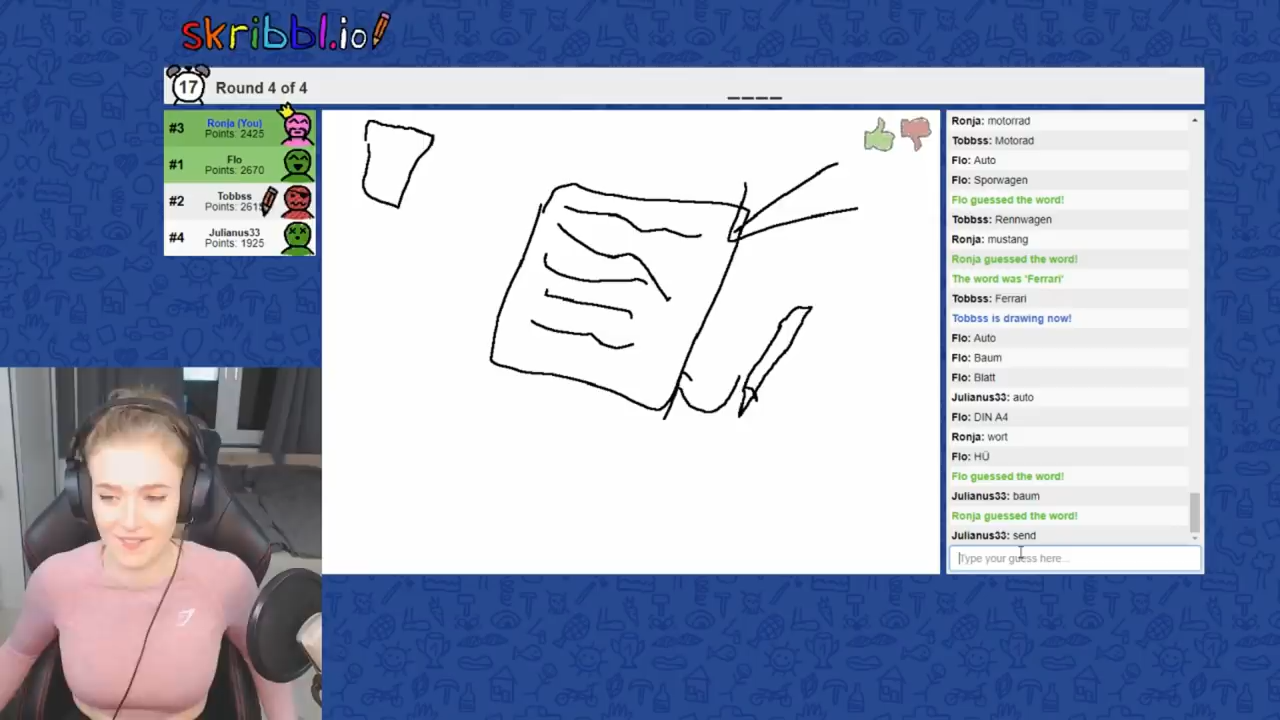 skribbl.io
17
Round 4 of 4
____
#3
Ronja (You)
Points: 2425
#1
Flo
Points: 2670
#2
Tobbss
Points: 2615
#4
Julianus33
Points: 1925
Ronja: motorrad
Tobbss: Motorad
Flo: Auto
Flo: Sporwagen
Flo guessed the word!
Tobbss: Rennwagen
Ronja: mustang
Ronja guessed the word!
The word was 'Ferrari'
Tobbss: Ferrari
Tobbss is drawing now!
Flo: Auto
Flo: Baum
Flo: Blatt
Julianus33: auto
Flo: DIN A4
Ronja: wort
Flo: HÜ
Flo guessed the word!
Julianus33: baum
Ronja guessed the word!
Julianus33: send
Type your guess here...